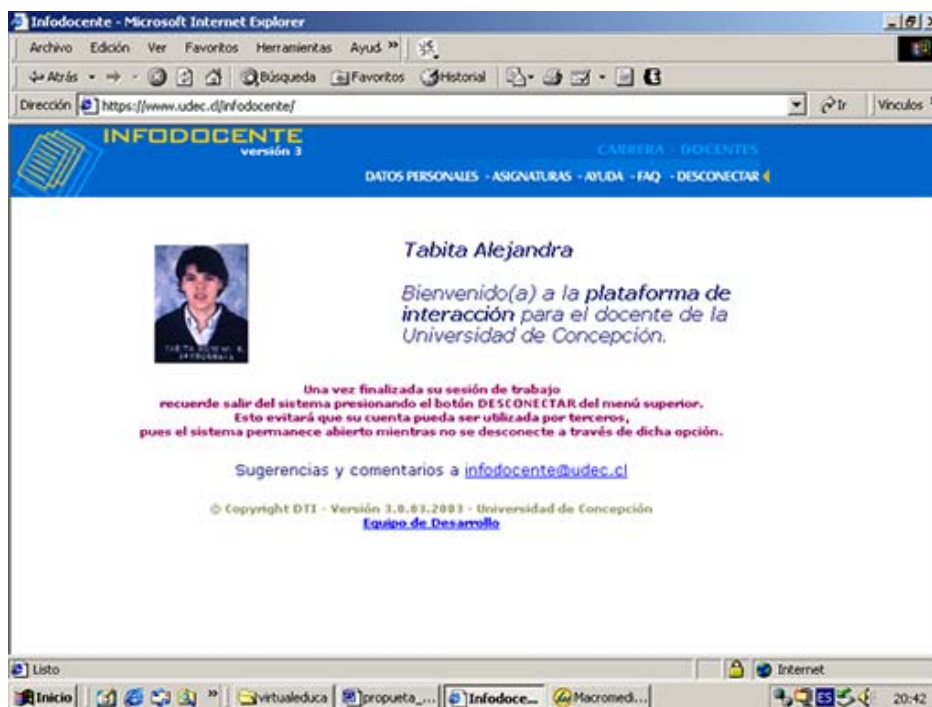 Infodocente - Microsoft Internet Explorer
Archivo Edición Ver Favoritos Herramientas Ayud »
Atrás Búsqueda Favoritos Historial
Dirección https://www.udec.cl/infodocente/ Ir Vínculos
INFODOCENTE
versión 3
CARRERA - DOCENTES
DATOS PERSONALES - ASIGNATURAS - AYUDA - FAQ - DESCONECTAR
Tabita Alejandra
Bienvenido(a) a la plataforma de
interacción para el docente de la
Universidad de Concepción.
Una vez finalizada su sesión de trabajo
recuerde salir del sistema presionando el botón DESCONECTAR del menú superior.
Esto evitará que su cuenta pueda ser utilizada por terceros,
pues el sistema permanece abierto mientras no se desconecte a través de dicha opción.
Sugerencias y comentarios a infodocente@udec.cl
© Copyright DTI - Versión 3.0.03.2003 - Universidad de Concepción
Equipo de Desarrollo
Listo Internet
Inicio » virtualeduca propueta_... Infodoce... Macromedi... ES 20:42